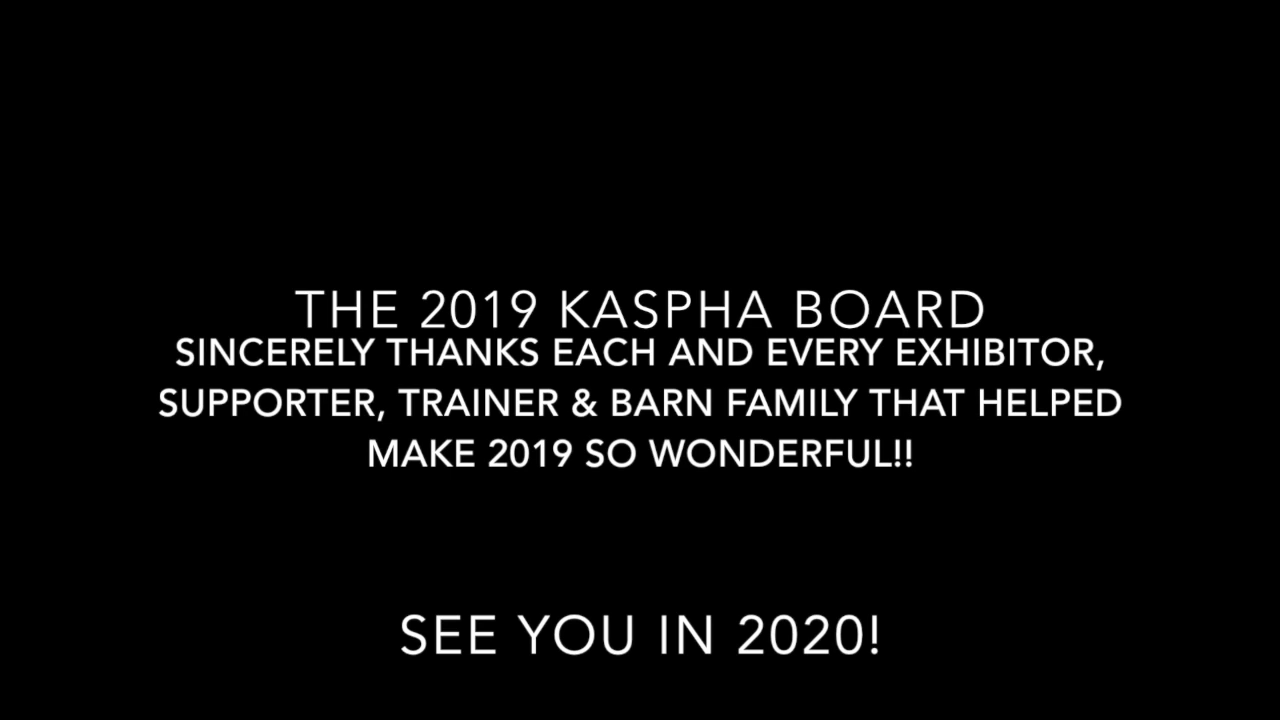 THE 2019 KASPHA BOARD
SINCERELY THANKS EACH AND EVERY EXHIBITOR,
SUPPORTER, TRAINER & BARN FAMILY THAT HELPED
MAKE 2019 SO WONDERFUL!!
SEE YOU IN 2020!